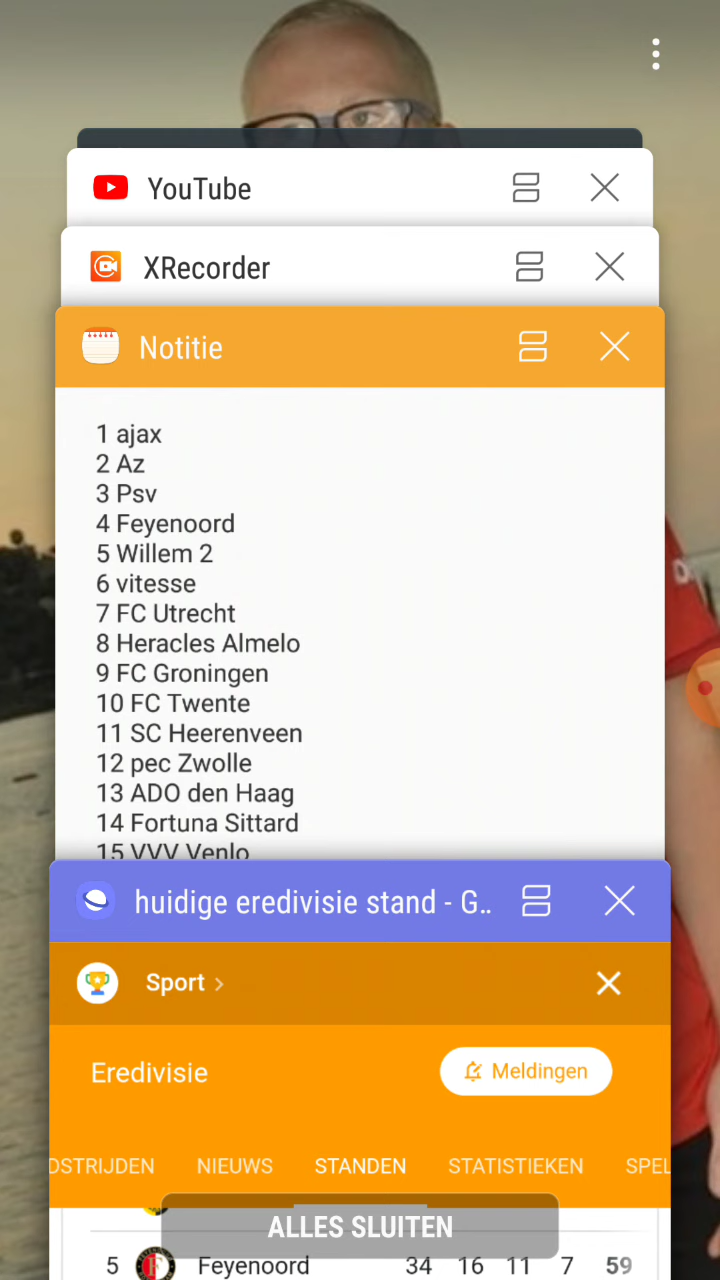 YouTube
XRecorder
Notitie
1 ajax
2 Az
3 Psv
4 Feyenoord
5 Willem 2
6 vitesse
7 FC Utrecht
8 Heracles Almelo
9 FC Groningen
10 FC Twente
11 SC Heerenveen
12 pec Zwolle
13 ADO den Haag
14 Fortuna Sittard
15 VVV Venlo
huidige eredivisie stand - G..
Sport >
Eredivisie
Meldingen
DSTRIJDEN NIEUWS STANDEN STATISTIEKEN SPEL
ALLES SLUITEN
5 Feyenoord 34 16 11 7 59